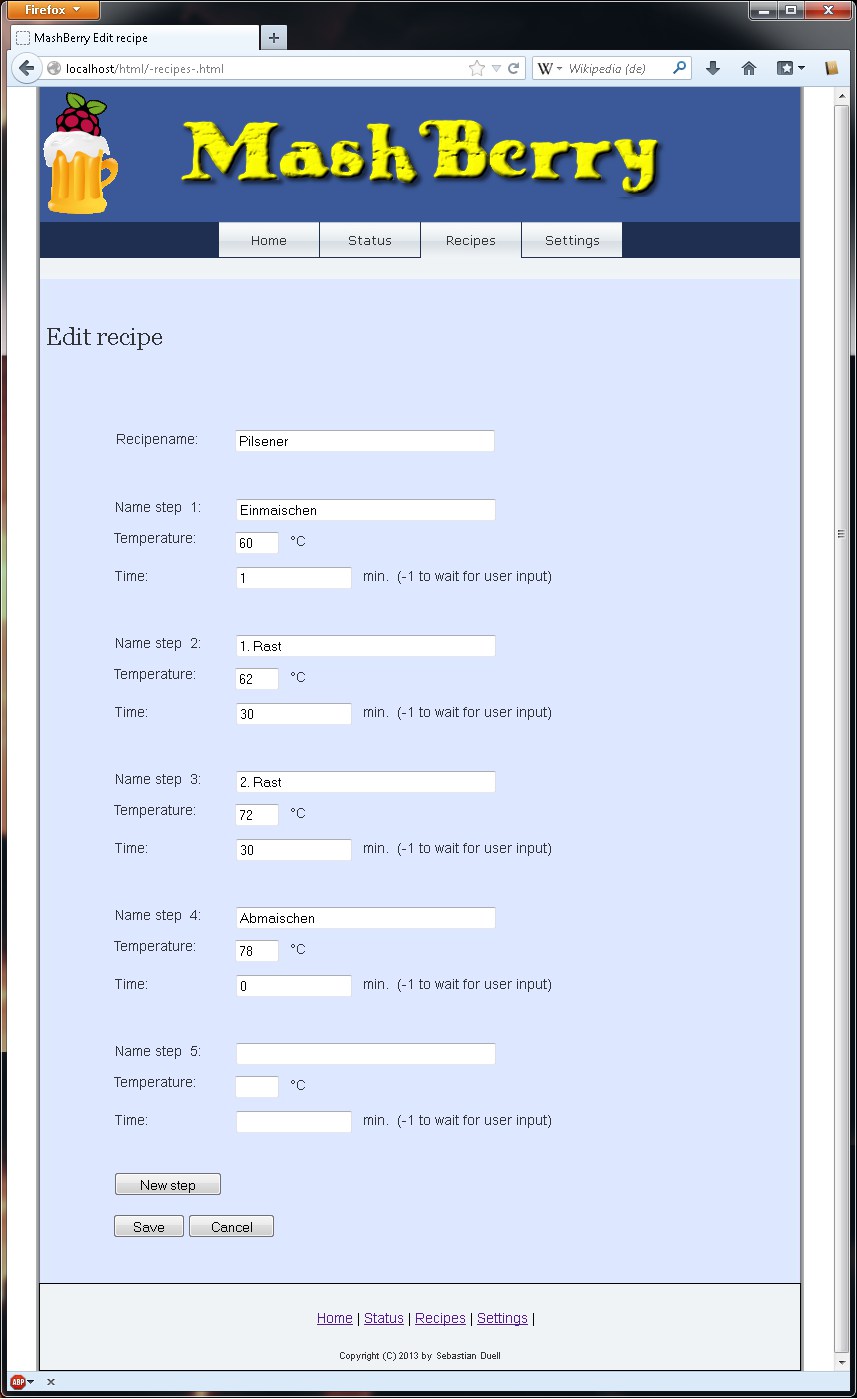 Firefox
MashBerry Edit recipe
localhost/html/-recipes-.html
W Wikipedia (de)
MashBerry
Home Status Recipes Settings
Edit recipe
Recipename: Pilsener
Name step 1: Einmaischen
Temperature: 60 °C
Time: 1 min. (-1 to wait for user input)
Name step 2: 1. Rast
Temperature: 62 °C
Time: 30 min. (-1 to wait for user input)
Name step 3: 2. Rast
Temperature: 72 °C
Time: 30 min. (-1 to wait for user input)
Name step 4: Abmaischen
Temperature: 78 °C
Time: 0 min. (-1 to wait for user input)
Name step 5:
Temperature: °C
Time: min. (-1 to wait for user input)
New step
Save Cancel
Home | Status | Recipes | Settings |
Copyright (C) 2013 by Sebastian Duell
ABP